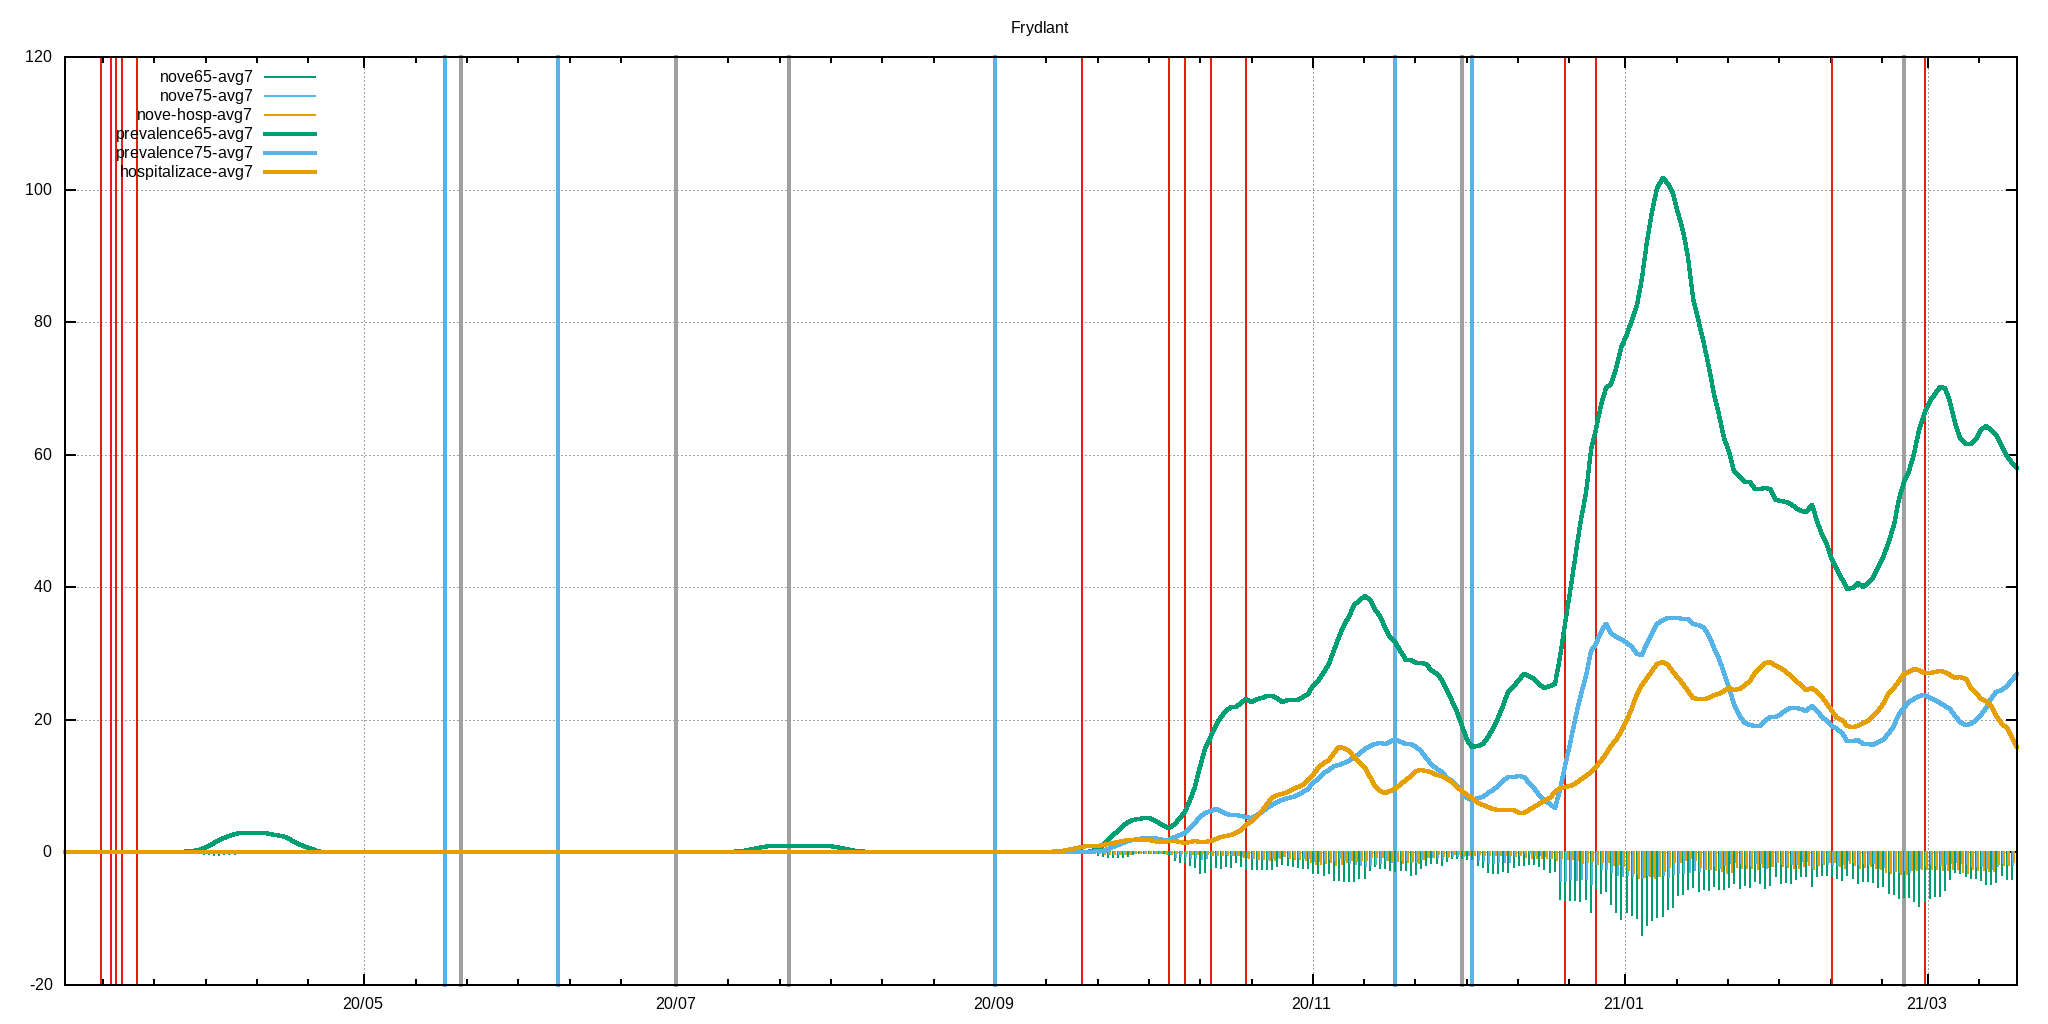 Frydlant
120
nove65-avg7
nove75-avg7
nove-hosp-avg7
prevalence65-avg7
prevalence75-avg7
hospitalizace-avg7
100
80
60
40
20
0
-20
20/05 20/07 20/09 20/11 21/01 21/03